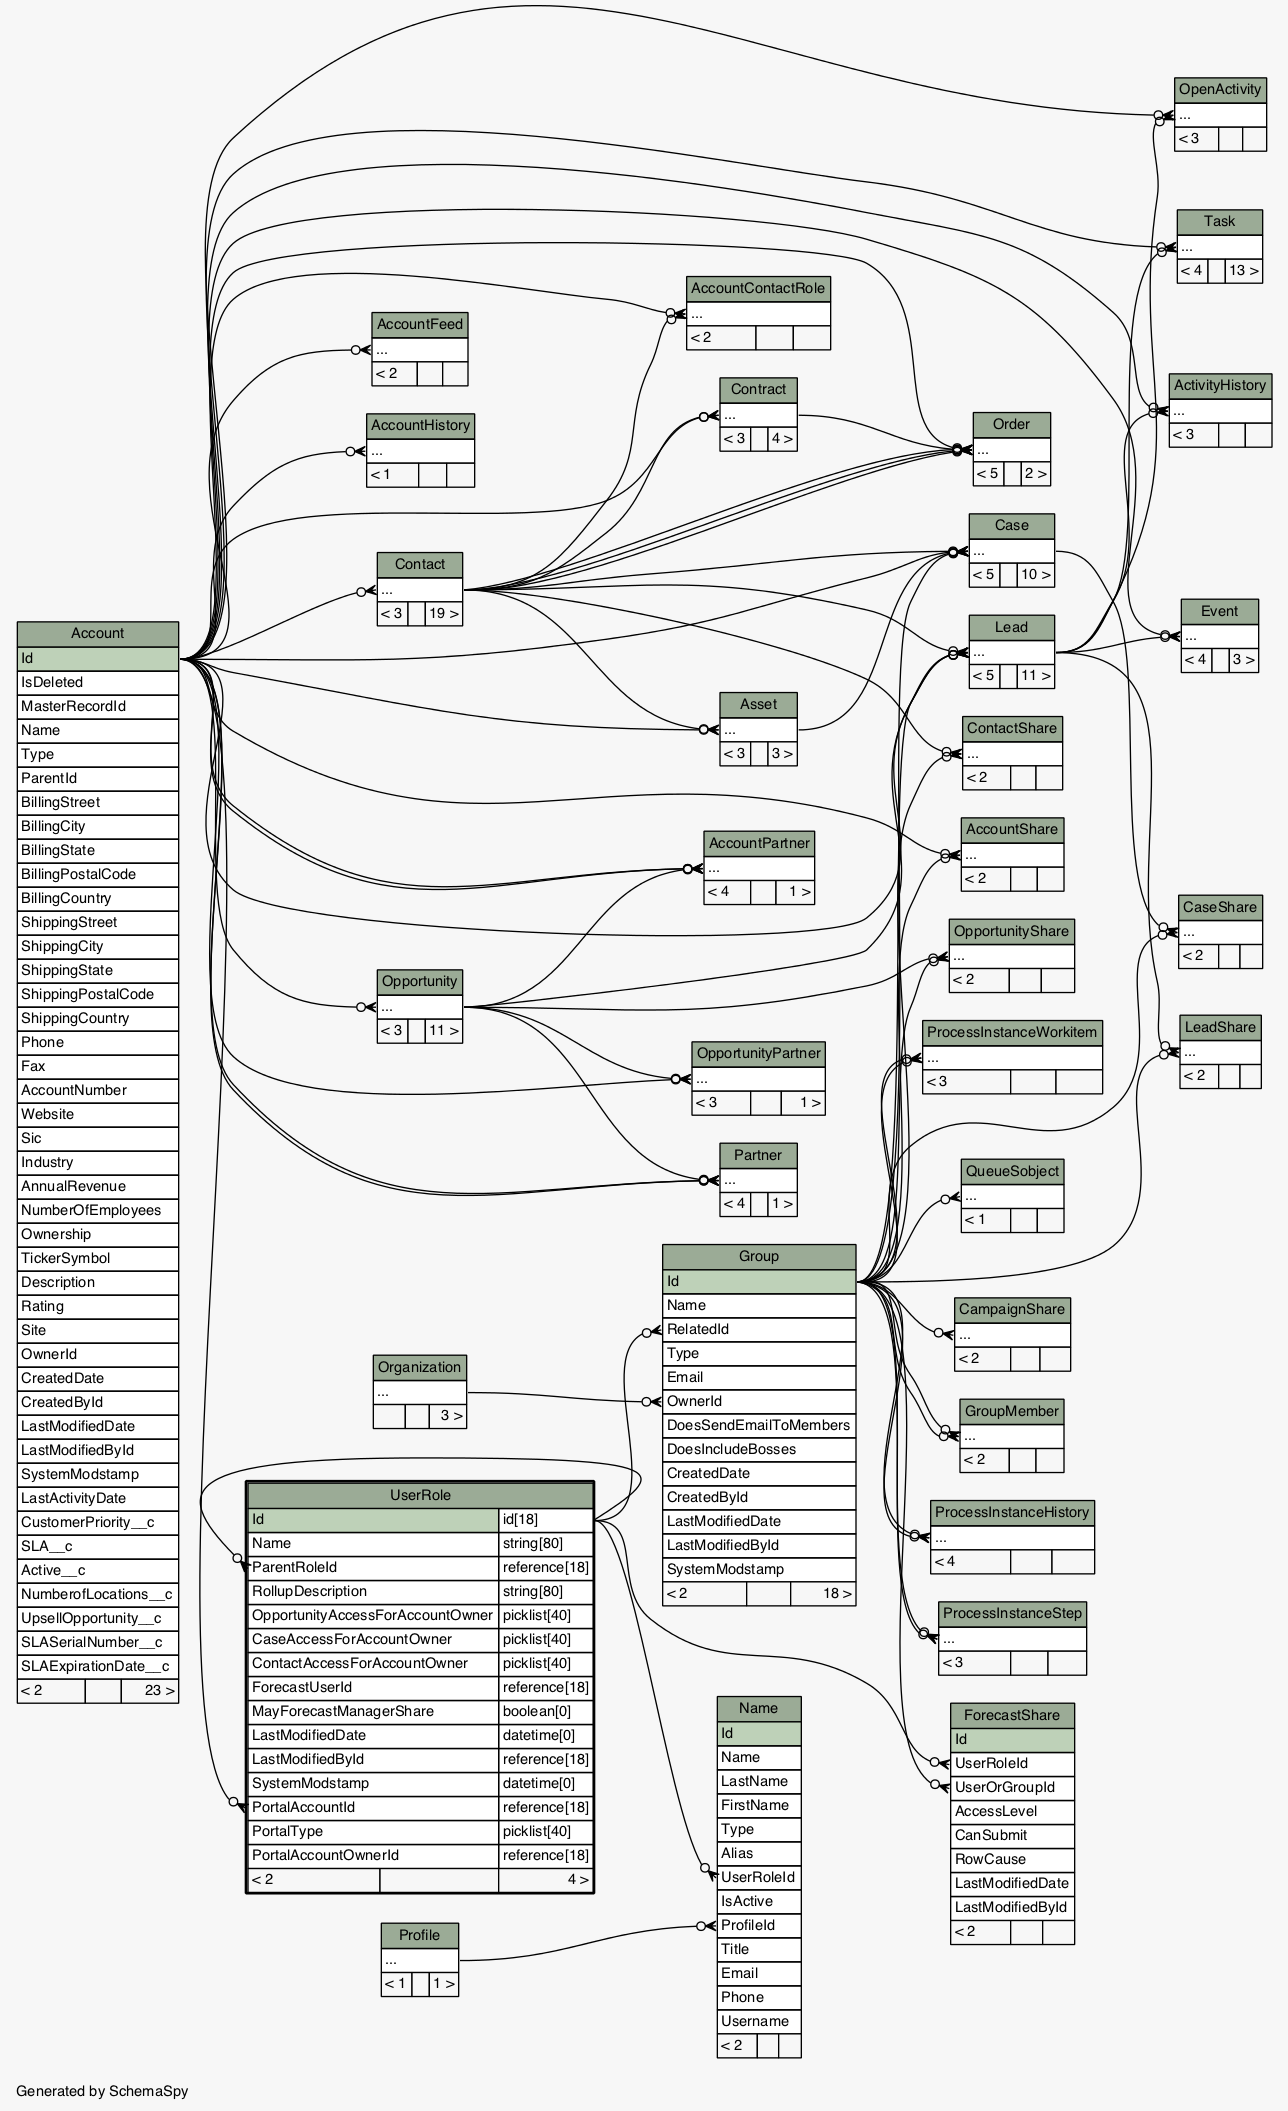 OpenActivity
...
< 3
Task
...
< 4 13 >
AccountContactRole
...
< 2
AccountFeed
...
< 2
ActivityHistory
...
< 3
Contract
...
< 3 4 >
AccountHistory
...
< 1
Order
...
< 5 2 >
Case
...
< 5 10 >
Contact
...
< 3 19 >
Event
...
< 4 3 >
Lead
...
< 5 11 >
Account
Id
IsDeleted
MasterRecordId
Name
Type
ParentId
BillingStreet
BillingCity
BillingState
BillingPostalCode
BillingCountry
ShippingStreet
ShippingCity
ShippingState
ShippingPostalCode
ShippingCountry
Phone
Fax
AccountNumber
Website
Sic
Industry
AnnualRevenue
NumberOfEmployees
Ownership
TickerSymbol
Description
Rating
Site
OwnerId
CreatedDate
CreatedById
LastModifiedDate
LastModifiedById
SystemModstamp
LastActivityDate
CustomerPriority__c
SLA__c
Active__c
NumberofLocations__c
UpsellOpportunity__c
SLASerialNumber__c
SLAExpirationDate__c
< 2 23 >
Asset
...
< 3 3 >
ContactShare
...
< 2
AccountShare
...
< 2
AccountPartner
...
< 4 1 >
CaseShare
...
< 2
OpportunityShare
...
< 2
Opportunity
...
< 3 11 >
LeadShare
...
< 2
ProcessInstanceWorkitem
...
< 3
OpportunityPartner
...
< 3 1 >
Partner
...
< 4 1 >
QueueSobject
...
< 1
Group
Id
Name
RelatedId
Type
Email
OwnerId
DoesSendEmailToMembers
DoesIncludeBosses
CreatedDate
CreatedById
LastModifiedDate
LastModifiedById
SystemModstamp
< 2 18 >
CampaignShare
...
< 2
Organization
...
3 >
GroupMember
...
< 2
UserRole
Id id[18]
Name string[80]
ParentRoleId reference[18]
RollupDescription string[80]
OpportunityAccessForAccountOwner picklist[40]
CaseAccessForAccountOwner picklist[40]
ContactAccessForAccountOwner picklist[40]
ForecastUserId reference[18]
MayForecastManagerShare boolean[0]
LastModifiedDate datetime[0]
LastModifiedById reference[18]
SystemModstamp datetime[0]
PortalAccountId reference[18]
PortalType picklist[40]
PortalAccountOwnerId reference[18]
< 2 4 >
ProcessInstanceHistory
...
< 4
ProcessInstanceStep
...
< 3
Name
Id
Name
LastName
FirstName
Type
Alias
UserRoleId
IsActive
ProfileId
Title
Email
Phone
Username
< 2
ForecastShare
Id
UserRoleId
UserOrGroupId
AccessLevel
CanSubmit
RowCause
LastModifiedDate
LastModifiedById
< 2
Profile
...
< 1 1 >
Generated by SchemaSpy